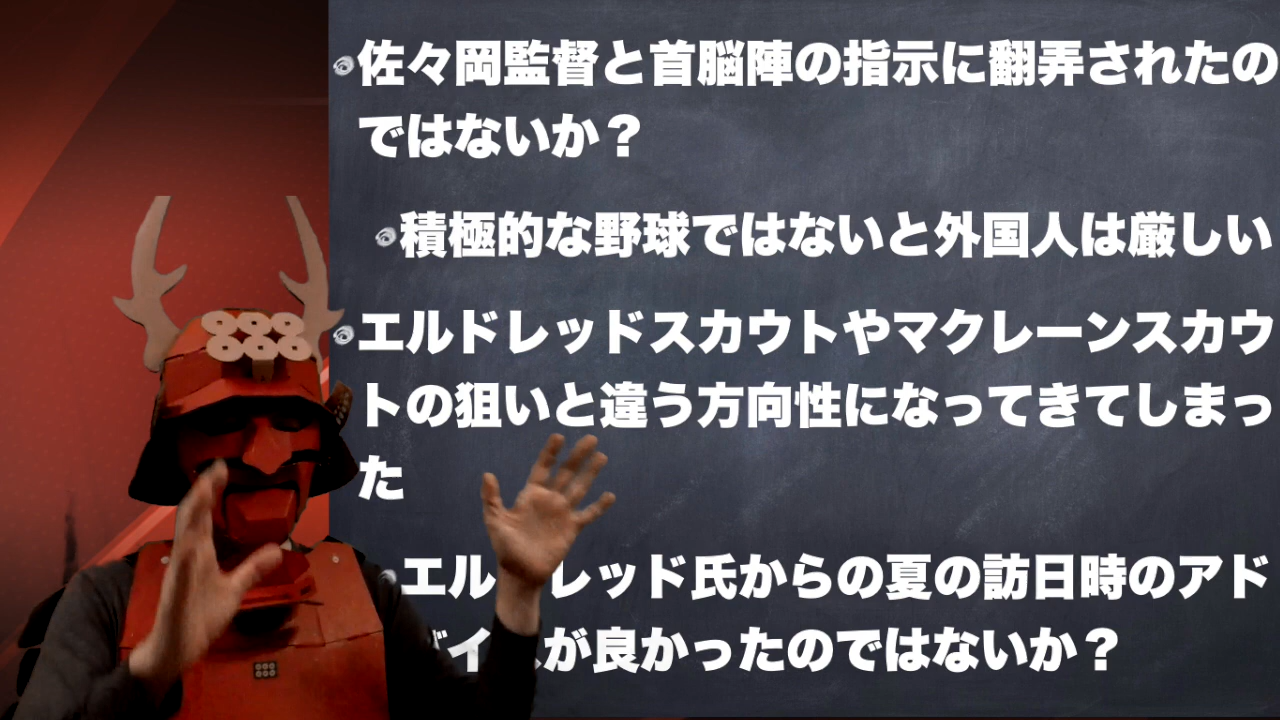 佐々岡監督と首脳陣の指示に翻弄されたの
ではないか？
積極的な野球ではないと外国人は厳しい
エルドレッドスカウトやマクレーンスカウ
トの狙いと違う方向性になってきてしまっ
た
エル レッド氏からの夏の訪日時のアド
イ が良かったのではないか？